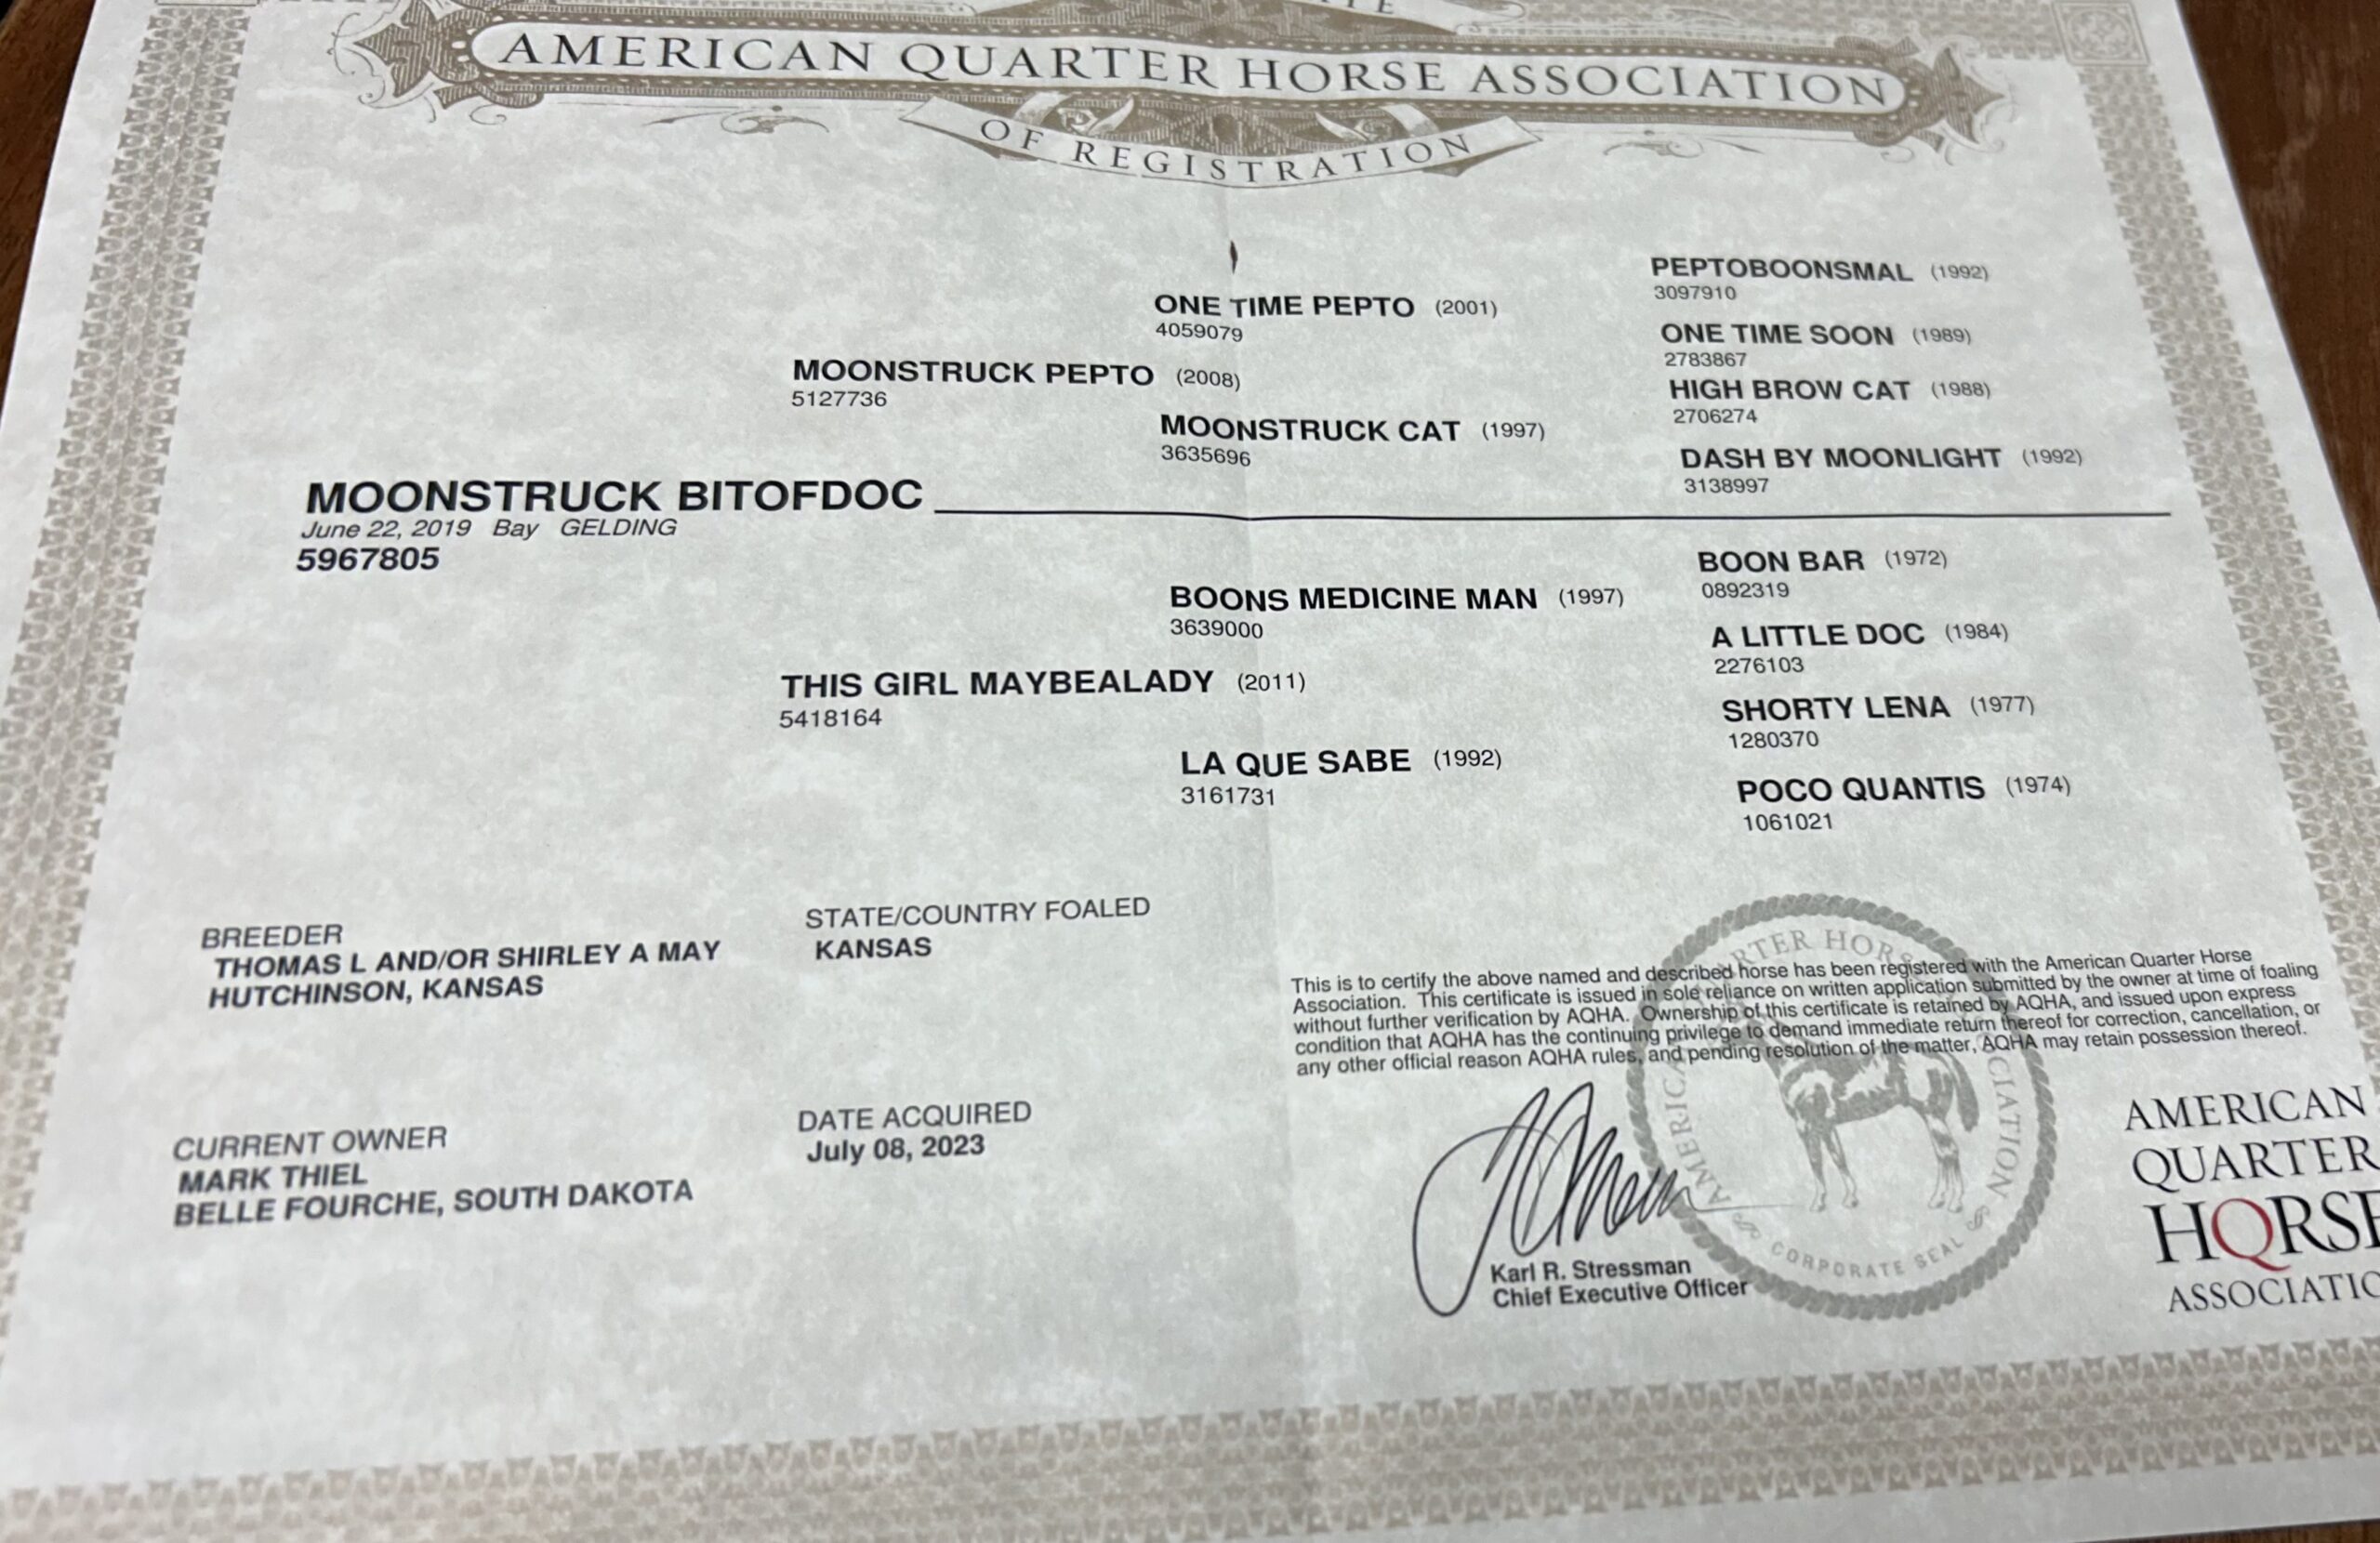 AMERICAN QUARTER HORSE ASSOCIATION
OF REGISTRATION
PEPTOBOONSMAL (1992)
3097910
ONE TIME PEPTO (2001)
4059079
ONE TIME SOON (1989)
2783867
MOONSTRUCK PEPTO (2008)
5127736
HIGH BROW CAT (1988)
2706274
MOONSTRUCK CAT (1997)
3635696
DASH BY MOONLIGHT (1992)
3138997
MOONSTRUCK BITOFDOC
June 22, 2019 Bay GELDING
5967805
BOON BAR (1972)
0892319
BOONS MEDICINE MAN (1997)
3639000
A LITTLE DOC (1984)
2276103
THIS GIRL MAYBEALADY (2011)
5418164
SHORTY LENA (1977)
1280370
LA QUE SABE (1992)
3161731
POCO QUANTIS (1974)
1061021
BREEDER
THOMAS L AND/OR SHIRLEY A MAY
HUTCHINSON, KANSAS
STATE/COUNTRY FOALED
KANSAS
This is to certify the above named and described horse has been registered with the American Quarter Horse
Association. This certificate is issued in sole reliance on written application submitted by the owner at time of foaling
without further verification by AQHA. Ownership of this certificate is retained by AQHA, and issued upon express
condition that AQHA has the continuing privilege to demand immediate return thereof for correction, cancellation, or
any other official reason AQHA rules, and pending resolution of the matter, AQHA may retain possession thereof.
CURRENT OWNER
MARK THIEL
BELLE FOURCHE, SOUTH DAKOTA
DATE ACQUIRED
July 08, 2023
Karl R. Stressman
Chief Executive Officer
CORPORATE SEAL
AMERICAN
QUARTER
HORSE
ASSOCIATIO